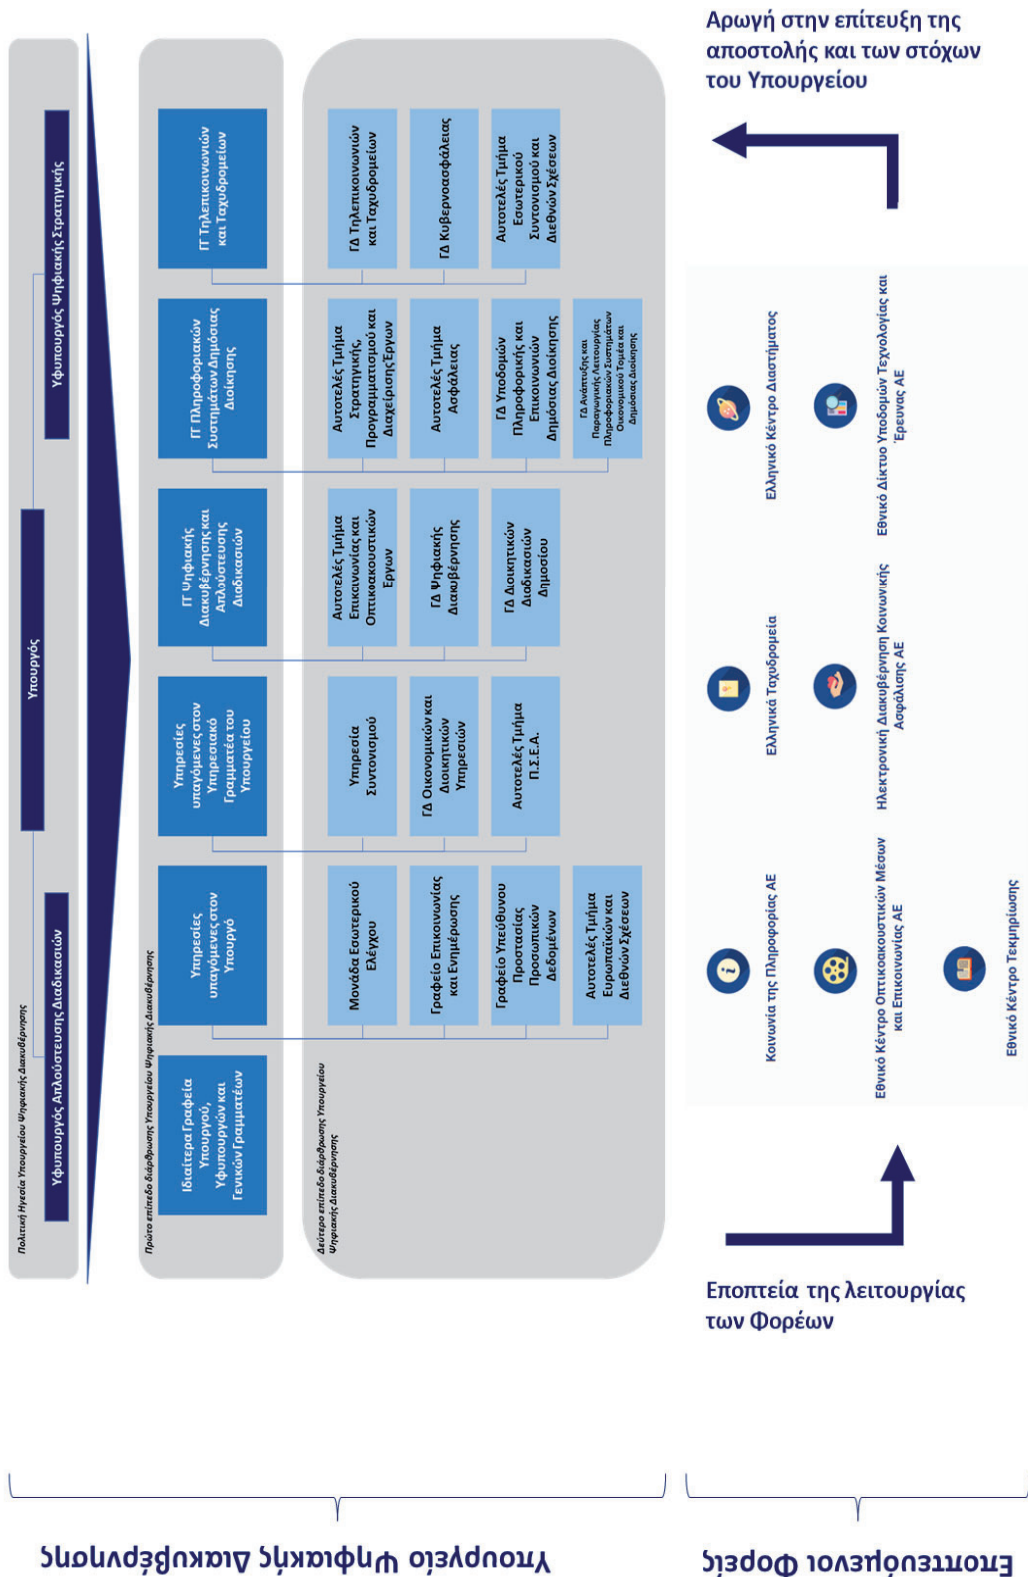 Υπουργείο Ψηφιακής Διακυβέρνησης
Πολιτική Ηγεσία Υπουργείου Ψηφιακής Διακυβέρνησης
Υπουργός
Υφυπουργός Απλούστευσης Διαδικασιών
Υφυπουργός Ψηφιακής Στρατηγικής
Πρώτο επίπεδο διάρθρωσης Υπουργείου Ψηφιακής Διακυβέρνησης
Ιδιαίτερα Γραφεία
Υπουργού,
Υφυπουργών και
Γενικών Γραμματέων
Υπηρεσίες
υπαγόμενες στον
Υπουργό
Υπηρεσίες
υπαγόμενες στον
Υπηρεσιακό
Γραμματέα του
Υπουργείου
ΓΓ Ψηφιακής
Διακυβέρνησης και
Απλούστευσης
Διαδικασιών
ΓΓ Πληροφοριακών
Συστημάτων Δημόσιας
Διοίκησης
ΓΓ Τηλεπικοινωνιών
και Ταχυδρομείων
Δεύτερο επίπεδο διάρθρωσης Υπουργείου
Ψηφιακής Διακυβέρνησης
Μονάδα Εσωτερικού
Ελέγχου
Γραφείο Επικοινωνίας
και Ενημέρωσης
Γραφείο Υπεύθυνου
Προστασίας
Προσωπικών
Δεδομένων
Αυτοτελές Τμήμα
Ευρωπαϊκών και
Διεθνών Σχέσεων
Υπηρεσία
Συντονισμού
ΓΔ Οικονομικών και
Διοικητικών
Υπηρεσιών
Αυτοτελές Τμήμα
Π.Σ.Ε.Α.
Αυτοτελές Τμήμα
Επικοινωνίας και
Οπτικοακουστικών
Έργων
ΓΔ Ψηφιακής
Διακυβέρνησης
ΓΔ Διοικητικών
Διαδικασιών
Δημοσίου
Αυτοτελές Τμήμα
Στρατηγικής,
Προγραμματισμού και
Διαχείρισης Έργων
Αυτοτελές Τμήμα
Ασφάλειας
ΓΔ Υποδομών
Πληροφορικής και
Επικοινωνιών
Δημόσιας Διοίκησης
ΓΔ Ανάπτυξης και
Παραγωγικής Λειτουργίας
Πληροφοριακών Συστημάτων
Οικονομικού Τομέα και
Δημόσιας Διοίκησης
ΓΔ Τηλεπικοινωνιών
και Ταχυδρομείων
ΓΔ Κυβερνοασφάλειας
Αυτοτελές Τμήμα
Εσωτερικού
Συντονισμού και
Διεθνών Σχέσεων
Εποπτευόμενοι Φορείς
Εποπτεία της λειτουργίας
των Φορέων
Κοινωνία της Πληροφορίας ΑΕ
Ελληνικά Ταχυδρομεία
Ελληνικό Κέντρο Διαστήματος
Εθνικό Κέντρο Οπτικοακουστικών Μέσων
και Επικοινωνίας ΑΕ
Ηλεκτρονική Διακυβέρνηση Κοινωνικής
Ασφάλισης ΑΕ
Εθνικό Δίκτυο Υποδομών Τεχνολογίας και
Έρευνας ΑΕ
Εθνικό Κέντρο Τεκμηρίωσης
Αρωγή στην επίτευξη της
αποστολής και των στόχων
του Υπουργείου